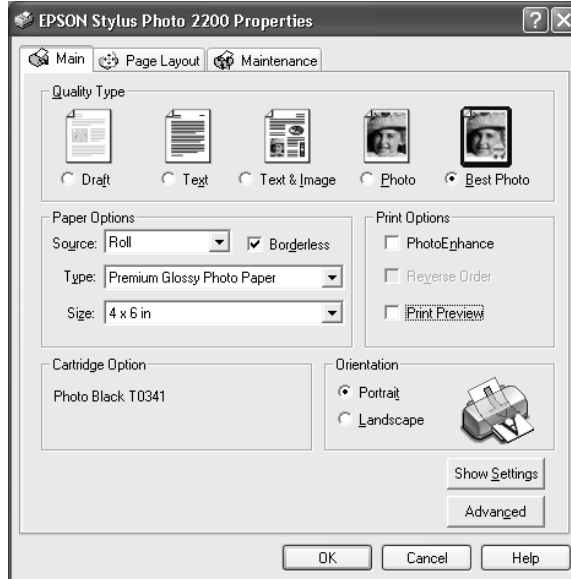 EPSON Stylus Photo 2200 Properties
Main Page Layout Maintenance
Quality Type
Draft Text Text & Image Photo Best Photo
Paper Options
Source: Roll Borderless
Type: Premium Glossy Photo Paper
Size: 4 x 6 in
Print Options
PhotoEnhance
Reverse Order
Print Preview
Cartridge Option
Photo Black T0341
Orientation
Portrait
Landscape
Show Settings
Advanced
OK Cancel Help